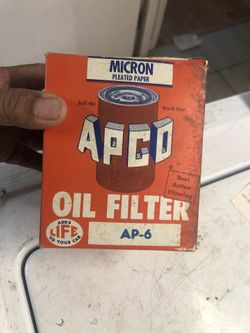 MICRON
PLEATED PAPER
Sold the World Over
APCO
Dual
Action
Filtering
OIL FILTER
ADDS
LIFE
TO YOUR CAR
AP-6